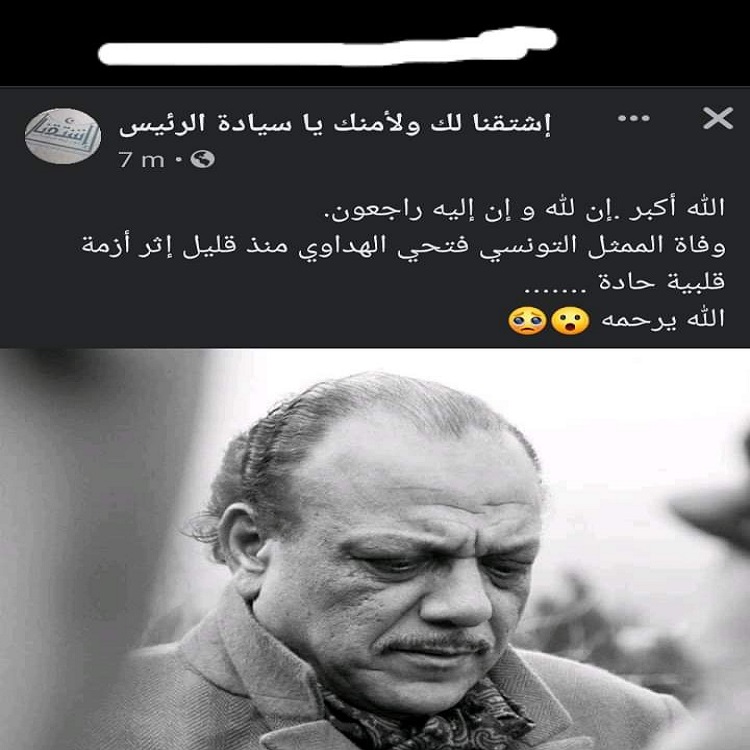 إشتقنا لك ولأمنك يا سيادة الرئيس
7 m
الله أكبر .إن لله و إن إليه راجعون.
وفاة الممثل التونسي فتحي الهداوي منذ قليل إثر أزمة
قلبية حادة .......
الله يرحمه 😮🥹